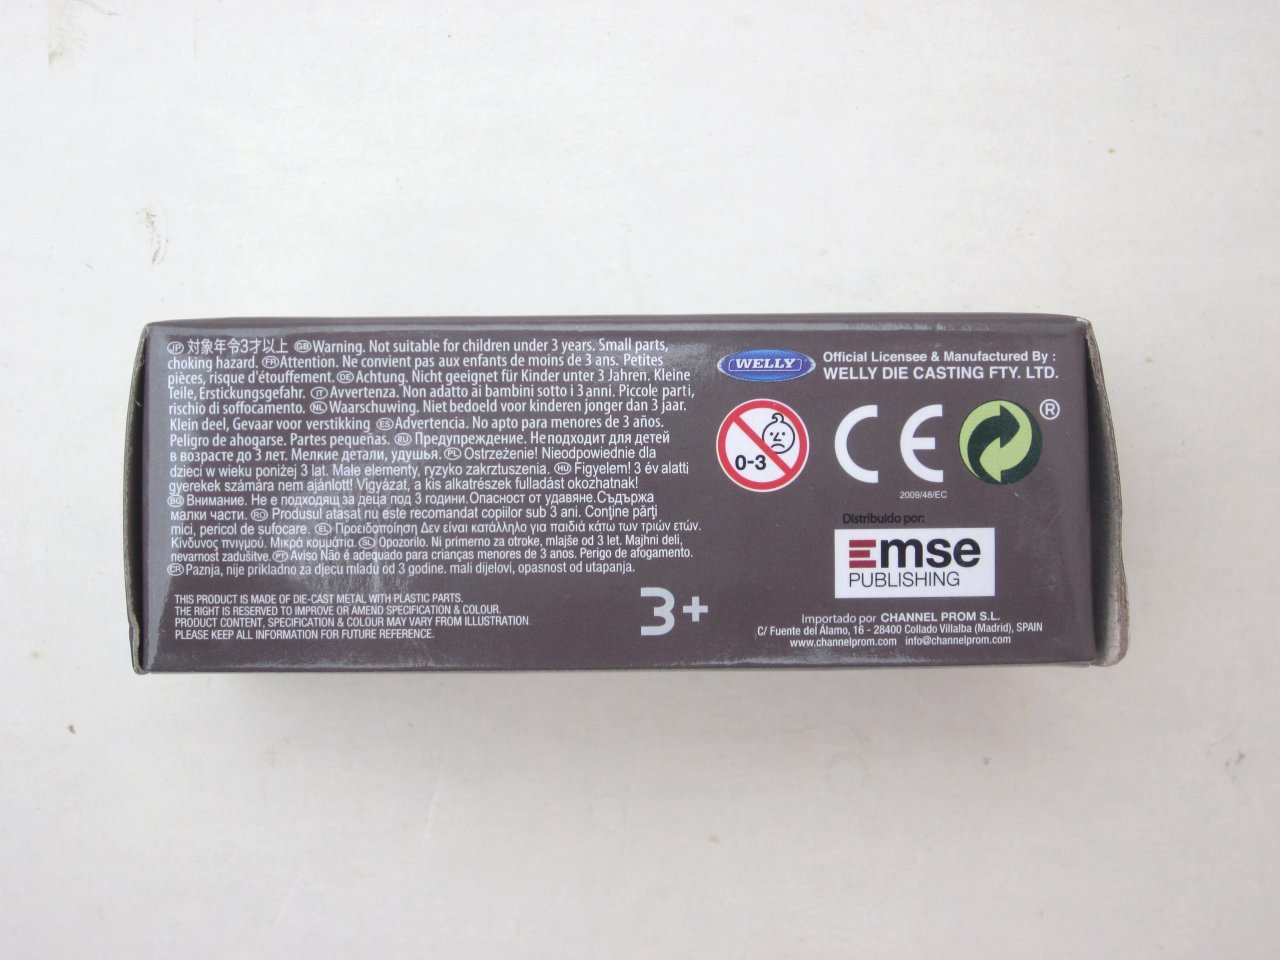 JP 対象年令3才以上 GB Warning. Not suitable for children under 3 years. Small parts,
choking hazard. FR Attention. Ne convient pas aux enfants de moins de 3 ans. Petites
pièces, risque d'étouffement. DE Achtung. Nicht geeignet für Kinder unter 3 Jahren. Kleine
Teile, Erstickungsgefahr. IT Avvertenza. Non adatto ai bambini sotto i 3 anni. Piccole parti,
rischio di soffocamento. NL Waarschuwing. Niet bedoeld voor kinderen jonger dan 3 jaar.
Klein deel, Gevaar voor verstikking ES Advertencia. No apto para menores de 3 años.
Peligro de ahogarse. Partes pequeñas. RU Предупреждение. Неподходит для детей
в возрасте до 3 лет. Мелкие детали, удушья. PL Ostrzeżenie! Nieodpowiednie dla
dzieci w wieku poniżej 3 lat. Małe elementy, ryzyko zakrztuszenia. HU Figyelem! 3 év alatti
gyerekek számára nem ajánlott! Vigyázat, a kis alkatrészek fulladást okozhatnak!
BG Внимание. Не е подходящ за деца под 3 години.Опасност от удавяне.Съдържа
малки части. RO Produsul ataşat nu este recomandat copiilor sub 3 ani. Conţine părţi
mici, pericol de sufocare. EL Προειδοποίηση Δεν είναι κατάλληλο για παιδιά κάτω των τριών ετών.
Κίνδυνος πνιγμού. Μικρά κομμάτια. SL Opozorilo. Ni primerno za otroke, mlajše od 3 let. Majhni deli,
nevarnost zadušitve. PT Aviso Não é adequado para crianças menores de 3 anos. Perigo de afogamento.
CR Paznja, nije prikladno za djecu mladu od 3 godine. mali dijelovi, opasnost od utapanja.
THIS PRODUCT IS MADE OF DIE-CAST METAL WITH PLASTIC PARTS.
THE RIGHT IS RESERVED TO IMPROVE OR AMEND SPECIFICATION & COLOUR.
PRODUCT CONTENT, SPECIFICATION & COLOUR MAY VARY FROM ILLUSTRATION.
PLEASE KEEP ALL INFORMATION FOR FUTURE REFERENCE.
3+
WELLY
Official Licensee & Manufactured By :
WELLY DIE CASTING FTY. LTD.
0-3
CE
®
2009/48/EC
Distribuido por:
Emse
PUBLISHING
Importado por CHANNEL PROM S.L.
C/ Fuente del Álamo, 16 - 28400 Collado Villalba (Madrid), SPAIN
www.channelprom.com info@channelprom.com